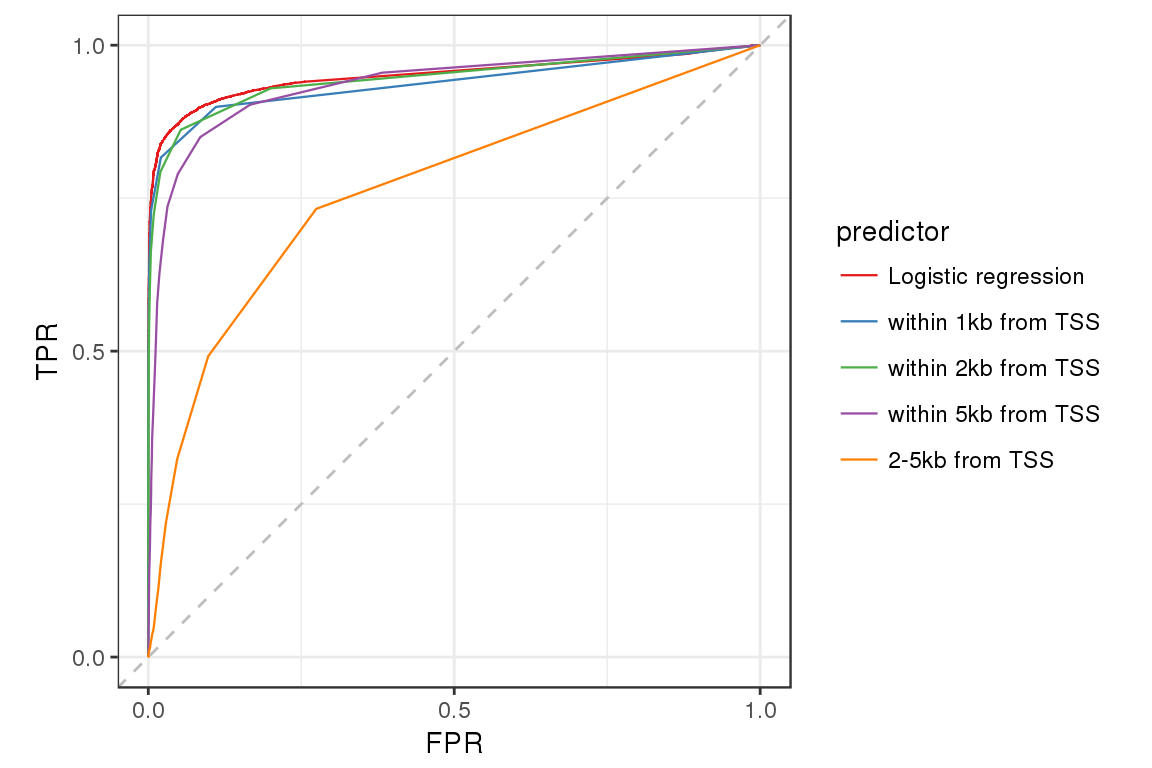 1.0
0.5
0.0
TPR
0.0
0.5
1.0
FPR
predictor
Logistic regression
within 1kb from TSS
within 2kb from TSS
within 5kb from TSS
2-5kb from TSS